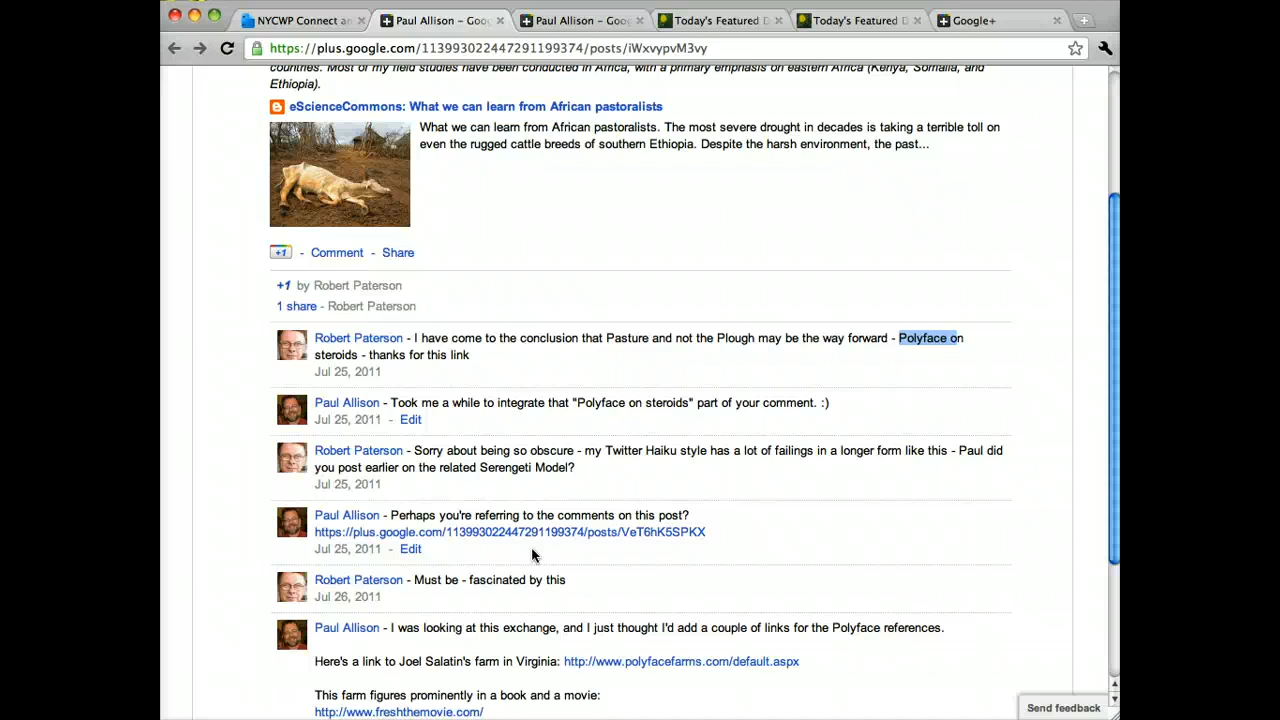 NYCWP Connect an
Paul Allison – Goog
Paul Allison – Goog
Today's Featured D
Today's Featured D
Google+
https://plus.google.com/113993022447291199374/posts/iWxvypvM3vy
countries. Most of my field studies have been conducted in Africa, with a primary emphasis on eastern Africa (Kenya, Somalia, and
Ethiopia).
eScienceCommons: What we can learn from African pastoralists
What we can learn from African pastoralists. The most severe drought in decades is taking a terrible toll on
even the rugged cattle breeds of southern Ethiopia. Despite the harsh environment, the past...
+1 - Comment - Share
+1 by Robert Paterson
1 share - Robert Paterson
Robert Paterson - I have come to the conclusion that Pasture and not the Plough may be the way forward - Polyface on
steroids - thanks for this link
Jul 25, 2011
Paul Allison - Took me a while to integrate that "Polyface on steroids" part of your comment. :)
Jul 25, 2011 - Edit
Robert Paterson - Sorry about being so obscure - my Twitter Haiku style has a lot of failings in a longer form like this - Paul did
you post earlier on the related Serengeti Model?
Jul 25, 2011
Paul Allison - Perhaps you're referring to the comments on this post?
https://plus.google.com/113993022447291199374/posts/VeT6hK5SPKX
Jul 25, 2011 - Edit
Robert Paterson - Must be - fascinated by this
Jul 26, 2011
Paul Allison - I was looking at this exchange, and I just thought I'd add a couple of links for the Polyface references.
Here's a link to Joel Salatin's farm in Virginia: http://www.polyfacefarms.com/default.aspx
This farm figures prominently in a book and a movie:
http://www.freshthemovie.com/
Send feedback